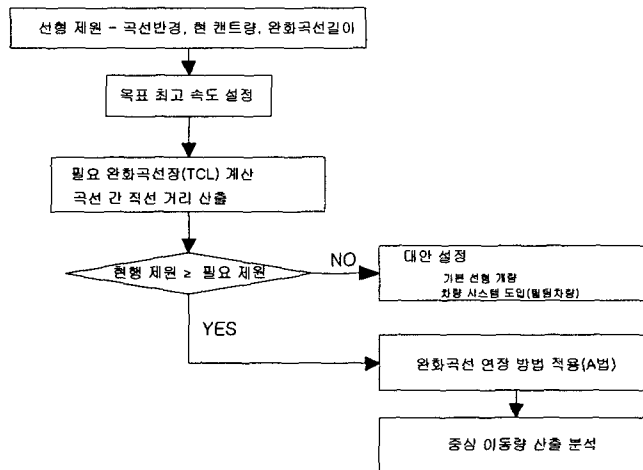 선형 제원 - 곡선반경, 현 캔트량, 완화곡선길이
목표 최고 속도 설정
필요 완화곡선장(TCL) 계산
곡선 간 직선 거리 산출
현행 제원 ≥ 필요 제원
NO
대안 설정
기본 선형 개량
차량 시스템 도입(틸팅차량)
YES
완화곡선 연장 방법 적용(A법)
중심 이동량 산출 분석